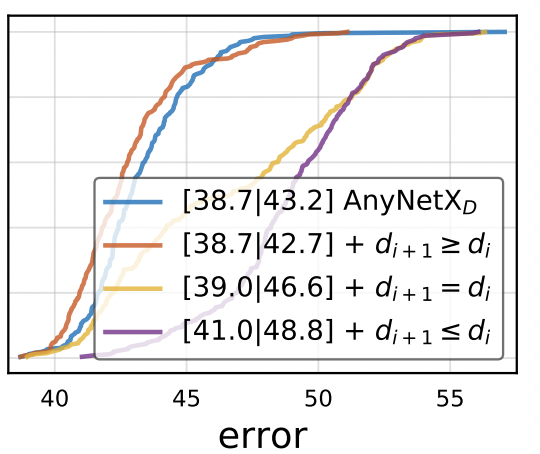 [38.7|43.2] AnyNetX_D
[38.7|42.7] + d_{i+1} ≥ d_i
[39.0|46.6] + d_{i+1} = d_i
[41.0|48.8] + d_{i+1} ≤ d_i
40 45 50 55
error